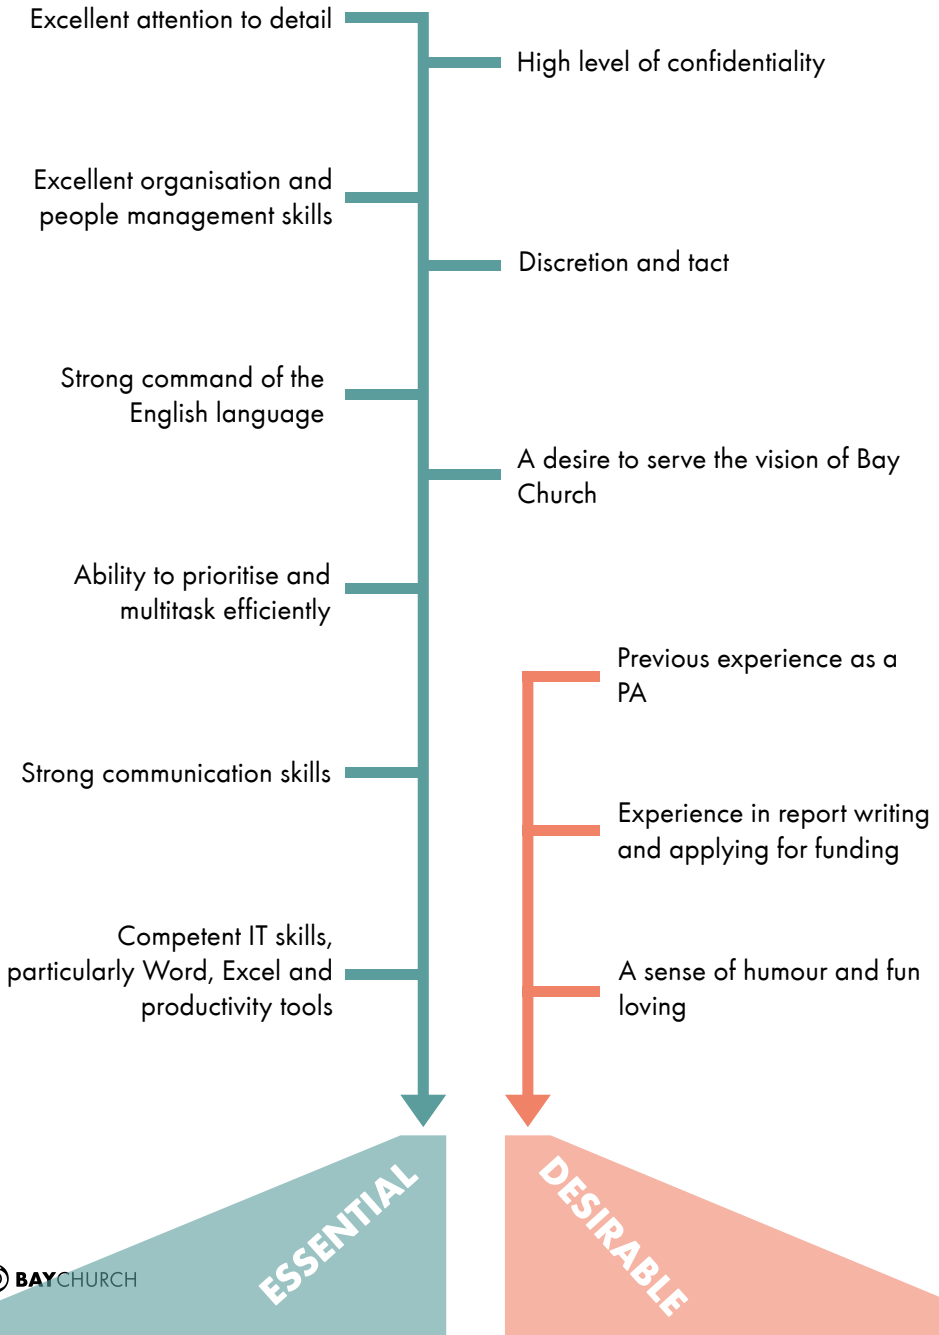 Excellent attention to detail
High level of confidentiality
Excellent organisation and
people management skills
Discretion and tact
Strong command of the
English language
A desire to serve the vision of Bay
Church
Ability to prioritise and
multitask efficiently
Previous experience as a
PA
Strong communication skills
Experience in report writing
and applying for funding
Competent IT skills,
particularly Word, Excel and
productivity tools
A sense of humour and fun
loving
ESSENTIAL
DESIRABLE
BAYCHURCH